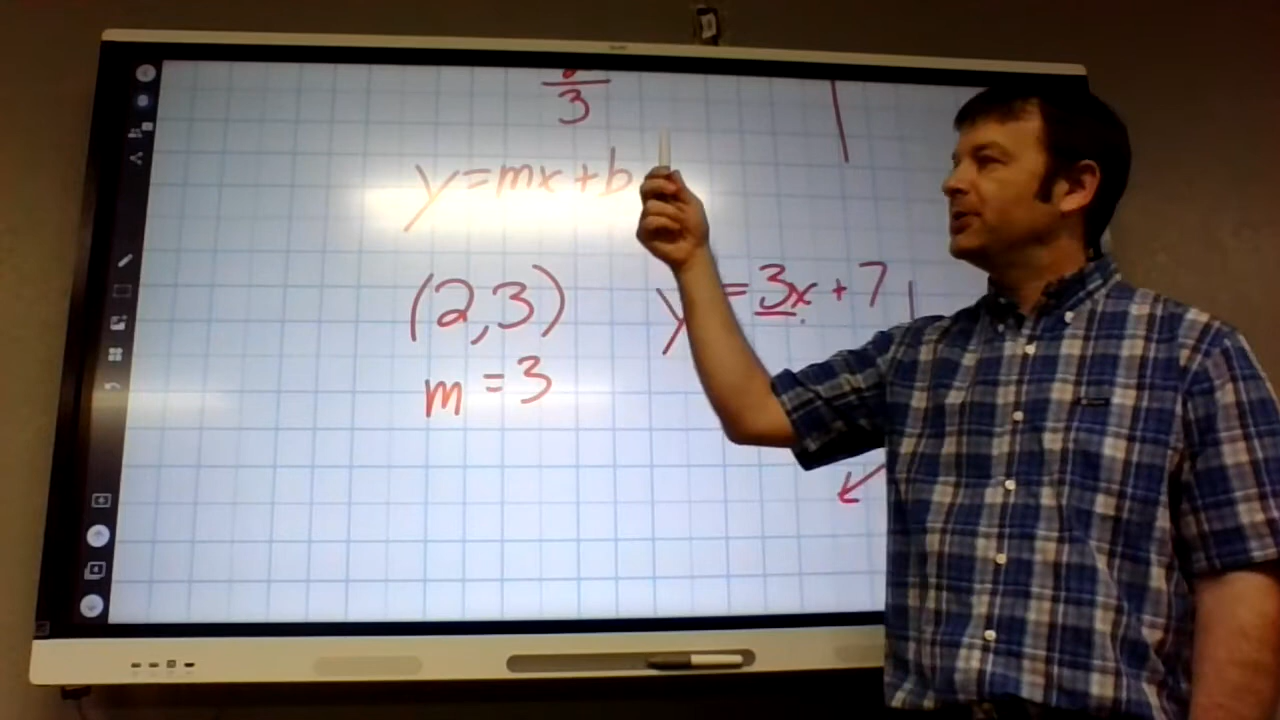 3
y=mx+b
(2,3)
y = 3x + 7
m = 3